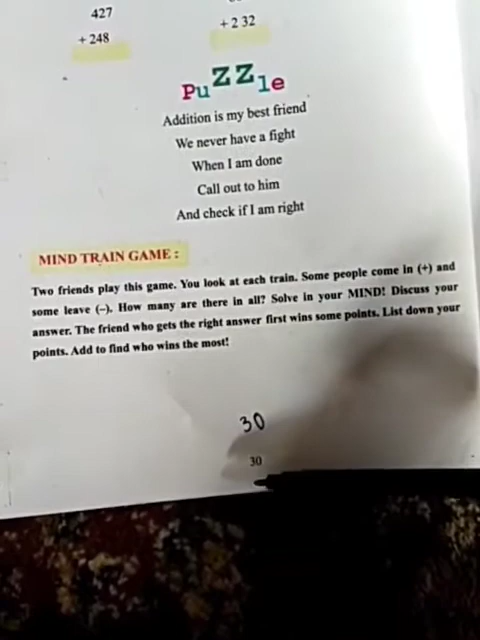 427
+248
+2 32
PuZZle
Addition is my best friend
We never have a fight
When I am done
Call out to him
And check if I am right
MIND TRAIN GAME :
Two friends play this game. You look at each train. Some people come in (+) and
some leave (–). How many are there in all? Solve in your MIND! Discuss your
answer. The friend who gets the right answer first wins some points. List down your
points. Add to find who wins the most!
30
30